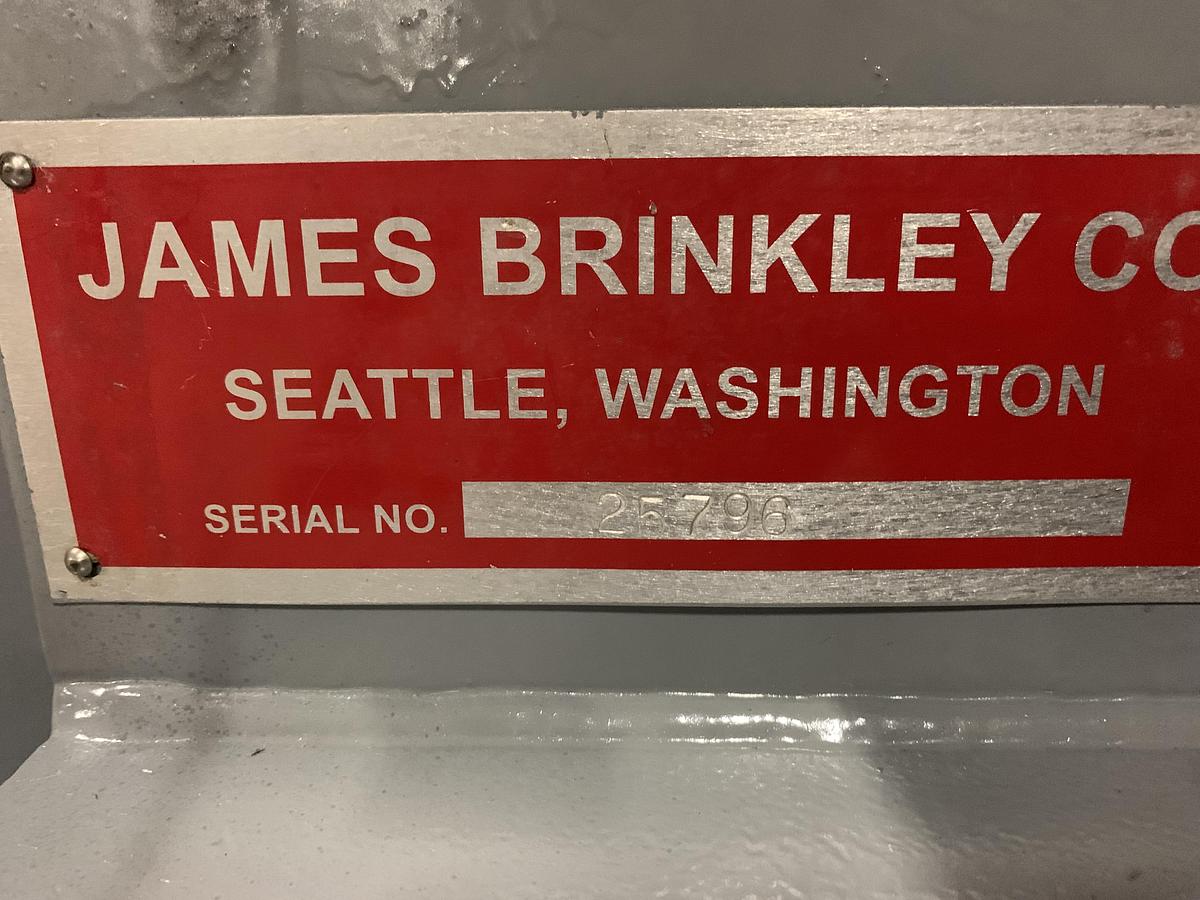 JAMES BRINKLEY CO
SEATTLE, WASHINGTON
SERIAL NO. 25796